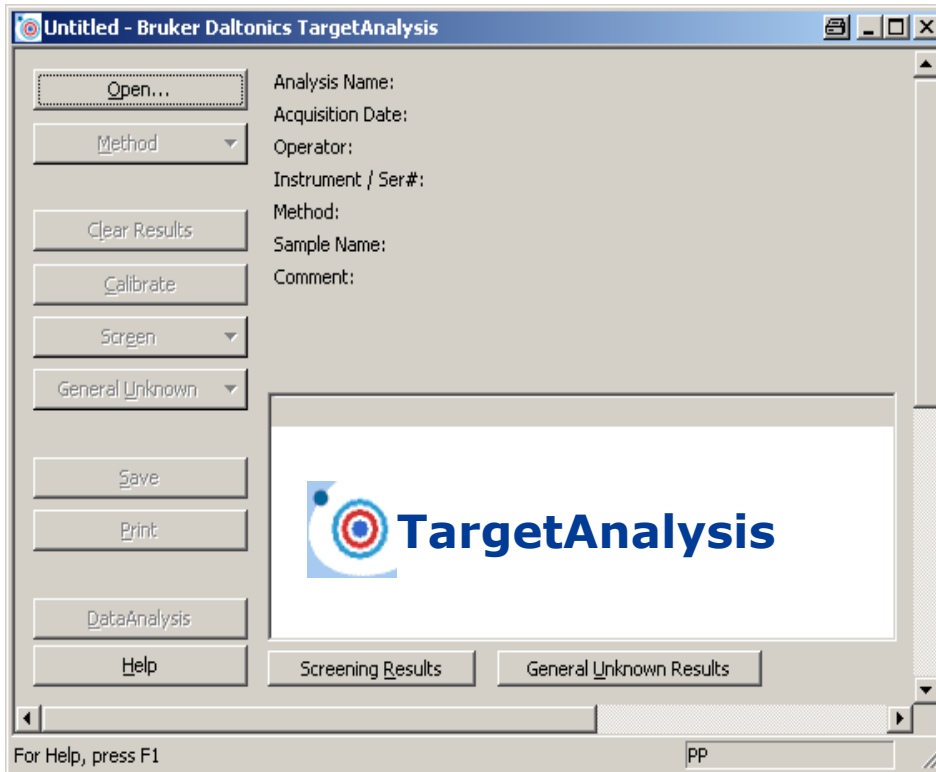 Untitled - Bruker Daltonics TargetAnalysis
Open...
Method
Clear Results
Calibrate
Screen
General Unknown
Save
Print
DataAnalysis
Help
Analysis Name:
Acquisition Date:
Operator:
Instrument / Ser#:
Method:
Sample Name:
Comment:
TargetAnalysis
Screening Results
General Unknown Results
For Help, press F1
PP